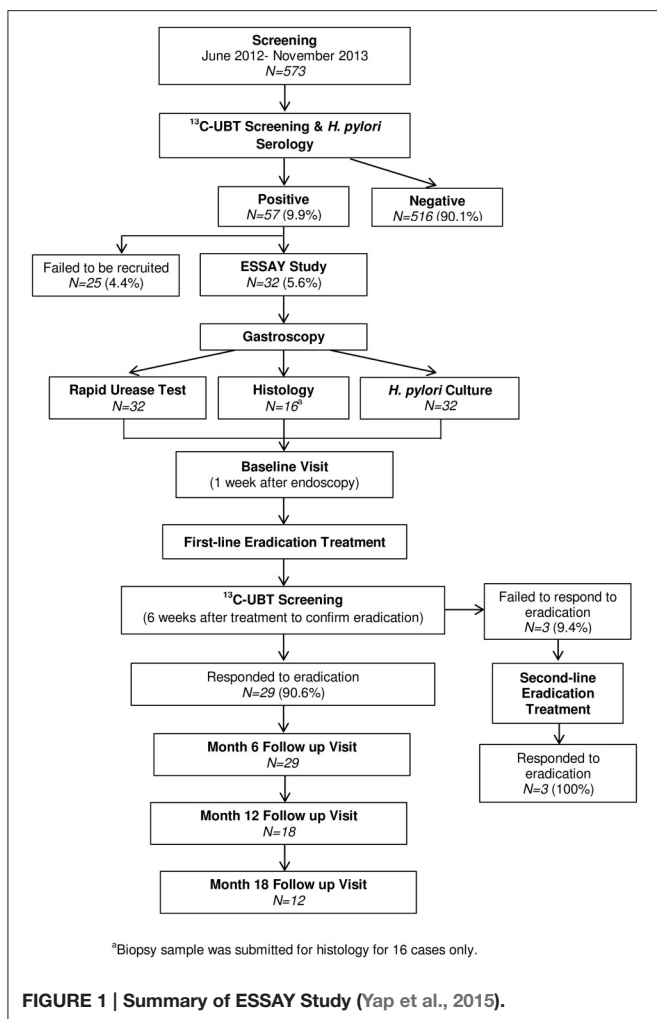 Screening
June 2012- November 2013
N=573
¹³C-UBT Screening & H. pylori
Serology
Positive
N=57 (9.9%)
Negative
N=516 (90.1%)
Failed to be recruited
N=25 (4.4%)
ESSAY Study
N=32 (5.6%)
Gastroscopy
Rapid Urease Test
N=32
Histology
N=16ᵃ
H. pylori Culture
N=32
Baseline Visit
(1 week after endoscopy)
First-line Eradication Treatment
¹³C-UBT Screening
(6 weeks after treatment to confirm eradication)
Failed to respond to
eradication
N=3 (9.4%)
Responded to eradication
N=29 (90.6%)
Second-line
Eradication
Treatment
Responded to
eradication
N=3 (100%)
Month 6 Follow up Visit
N=29
Month 12 Follow up Visit
N=18
Month 18 Follow up Visit
N=12
ᵃBiopsy sample was submitted for histology for 16 cases only.
FIGURE 1 | Summary of ESSAY Study (Yap et al., 2015).